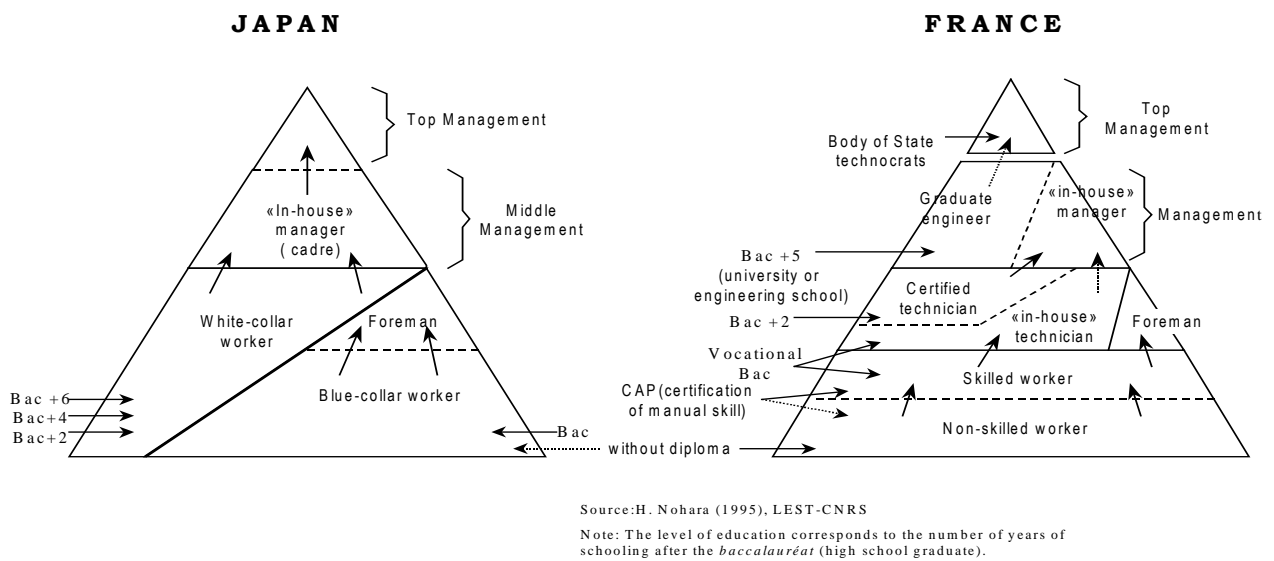 JAPAN
Top Management
«In-house»
manager
( cadre)
Middle
Management
White-collar
worker
Foreman
Blue-collar worker
Bac +6
Bac+4
Bac+2
Bac
without diploma
FRANCE
Top
Management
Body of State
technocrats
Graduate
engineer
«in-house»
manager
Management
Bac +5
(university or
engineering school)
Certified
technician
Bac +2
«in-house»
technician
Foreman
Vocational
Bac
Skilled worker
CAP(certification
of manual skill)
Non-skilled worker
Source:H. Nohara (1995), LEST-CNRS
Note: The level of education corresponds to the number of years of
schooling after the baccalauréat (high school graduate).